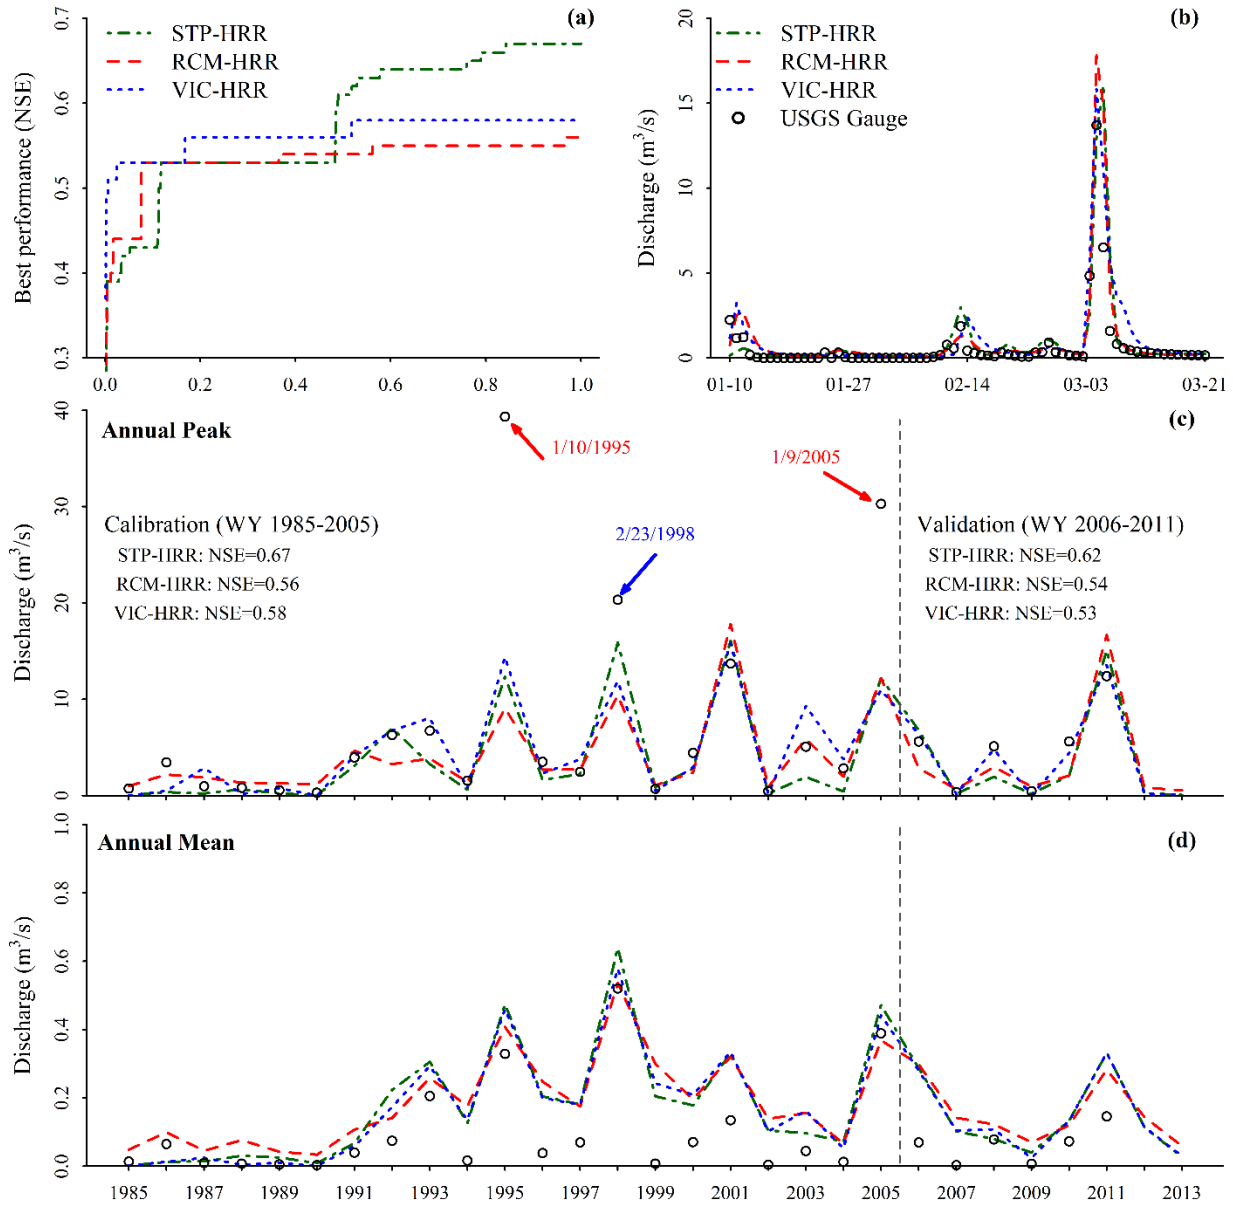 (a)
STP-HRR
RCM-HRR
VIC-HRR
Best performance (NSE)
0.7
0.6
0.5
0.4
0.3
0.0 0.2 0.4 0.6 0.8 1.0
(b)
STP-HRR
RCM-HRR
VIC-HRR
USGS Gauge
Discharge (m³/s)
20
15
10
5
0
01-10 01-27 02-14 03-03 03-21
Annual Peak
(c)
1/10/1995
1/9/2005
2/23/1998
Calibration (WY 1985-2005)
STP-HRR: NSE=0.67
RCM-HRR: NSE=0.56
VIC-HRR: NSE=0.58
Validation (WY 2006-2011)
STP-HRR: NSE=0.62
RCM-HRR: NSE=0.54
VIC-HRR: NSE=0.53
Discharge (m³/s)
40
30
20
10
0
Annual Mean
(d)
Discharge (m³/s)
1.0
0.8
0.6
0.4
0.2
0.0
1985 1987 1989 1991 1993 1995 1997 1999 2001 2003 2005 2007 2009 2011 2013